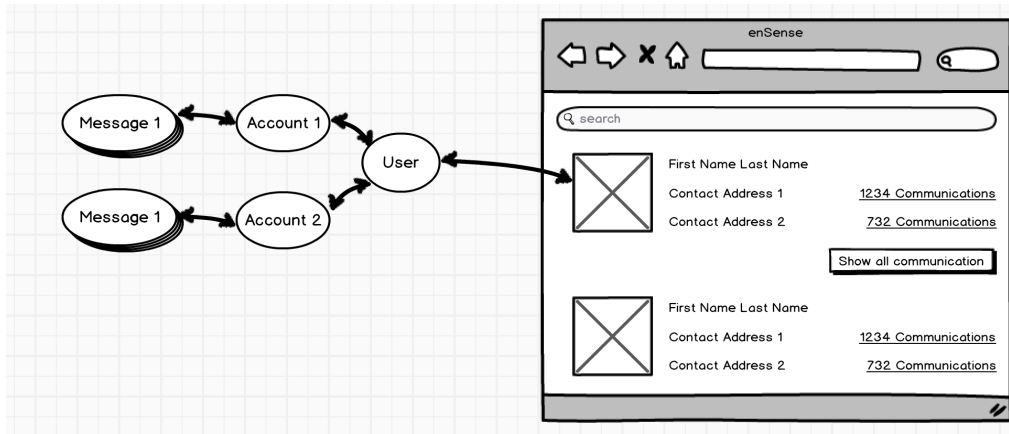 Message 1
Account 1
User
Message 1
Account 2
enSense
search
First Name Last Name
Contact Address 1 1234 Communications
Contact Address 2 732 Communications
Show all communication
First Name Last Name
Contact Address 1 1234 Communications
Contact Address 2 732 Communications